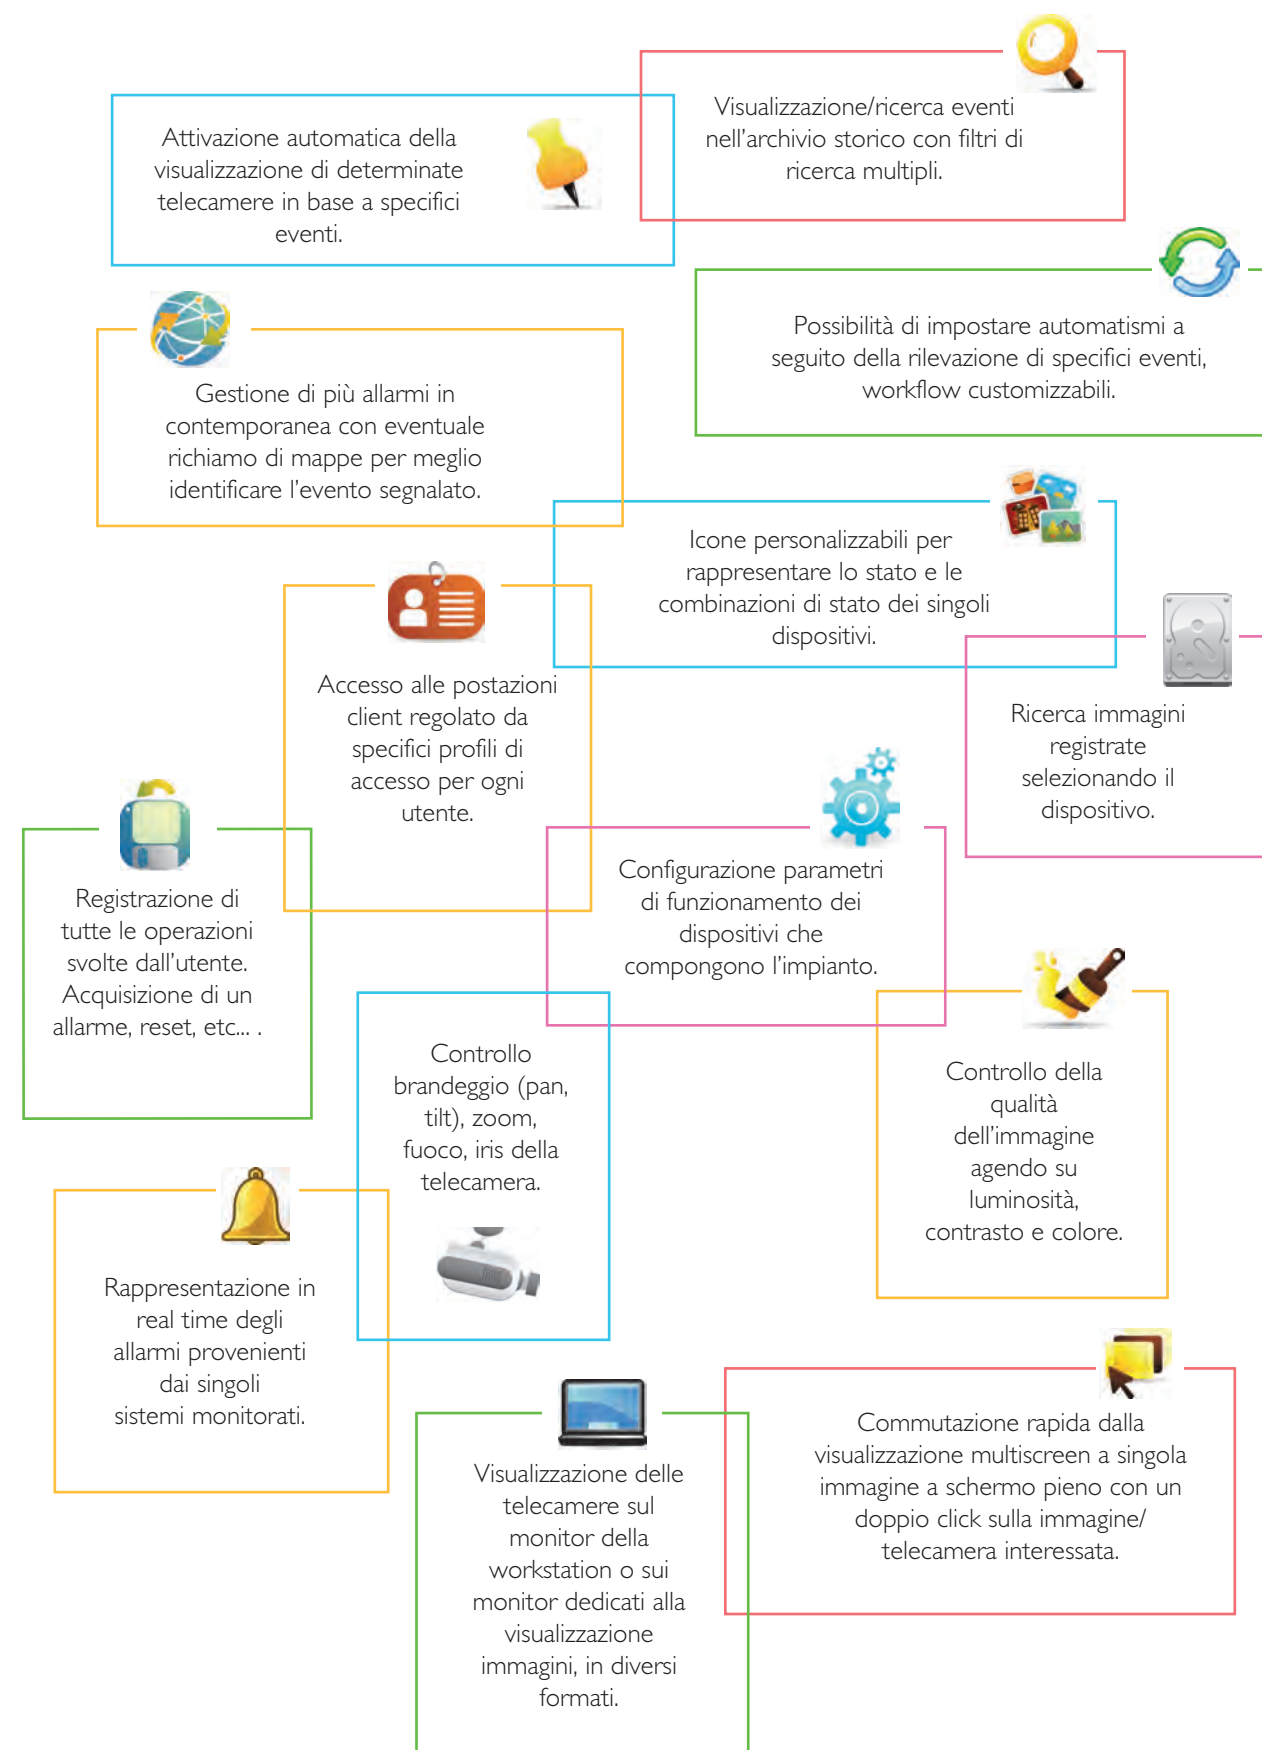 Visualizzazione/ricerca eventi
nell'archivio storico con filtri di
ricerca multipli.
Attivazione automatica della
visualizzazione di determinate
telecamere in base a specifici
eventi.
Possibilità di impostare automatismi a
seguito della rilevazione di specifici eventi,
workflow customizzabili.
Gestione di più allarmi in
contemporanea con eventuale
richiamo di mappe per meglio
identificare l'evento segnalato.
Icone personalizzabili per
rappresentare lo stato e le
combinazioni di stato dei singoli
dispositivi.
Accesso alle postazioni
client regolato da
specifici profili di
accesso per ogni
utente.
Ricerca immagini
registrate
selezionando il
dispositivo.
Configurazione parametri
di funzionamento dei
dispositivi che
compongono l'impianto.
Registrazione di
tutte le operazioni
svolte dall'utente.
Acquisizione di un
allarme, reset, etc... .
Controllo
brandeggio (pan,
tilt), zoom,
fuoco, iris della
telecamera.
Controllo della
qualità
dell'immagine
agendo su
luminosità,
contrasto e colore.
Rappresentazione in
real time degli
allarmi provenienti
dai singoli
sistemi monitorati.
Commutazione rapida dalla
visualizzazione multiscreen a singola
immagine a schermo pieno con un
doppio click sulla immagine/
telecamera interessata.
Visualizzazione delle
telecamere sul
monitor della
workstation o sui
monitor dedicati alla
visualizzazione
immagini, in diversi
formati.